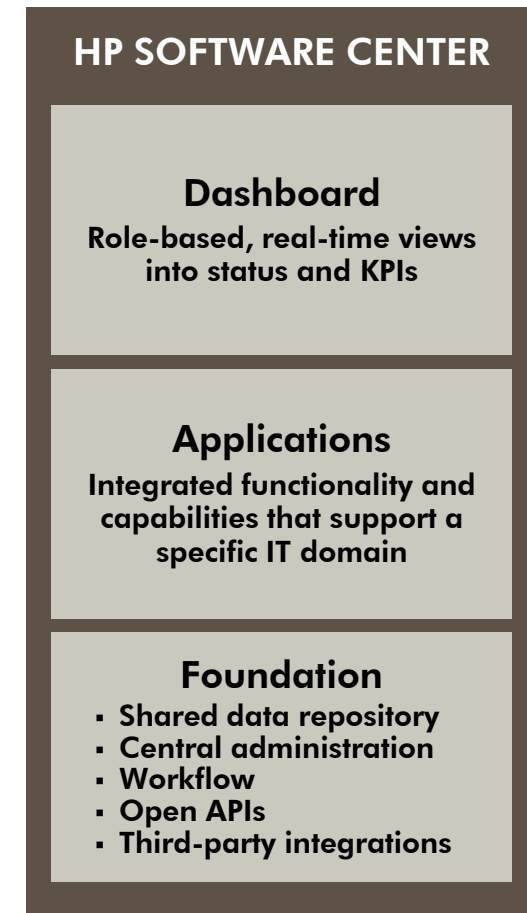 HP SOFTWARE CENTER
Dashboard
Role-based, real-time views
into status and KPIs
Applications
Integrated functionality and
capabilities that support a
specific IT domain
Foundation
▪ Shared data repository
▪ Central administration
▪ Workflow
▪ Open APIs
▪ Third-party integrations